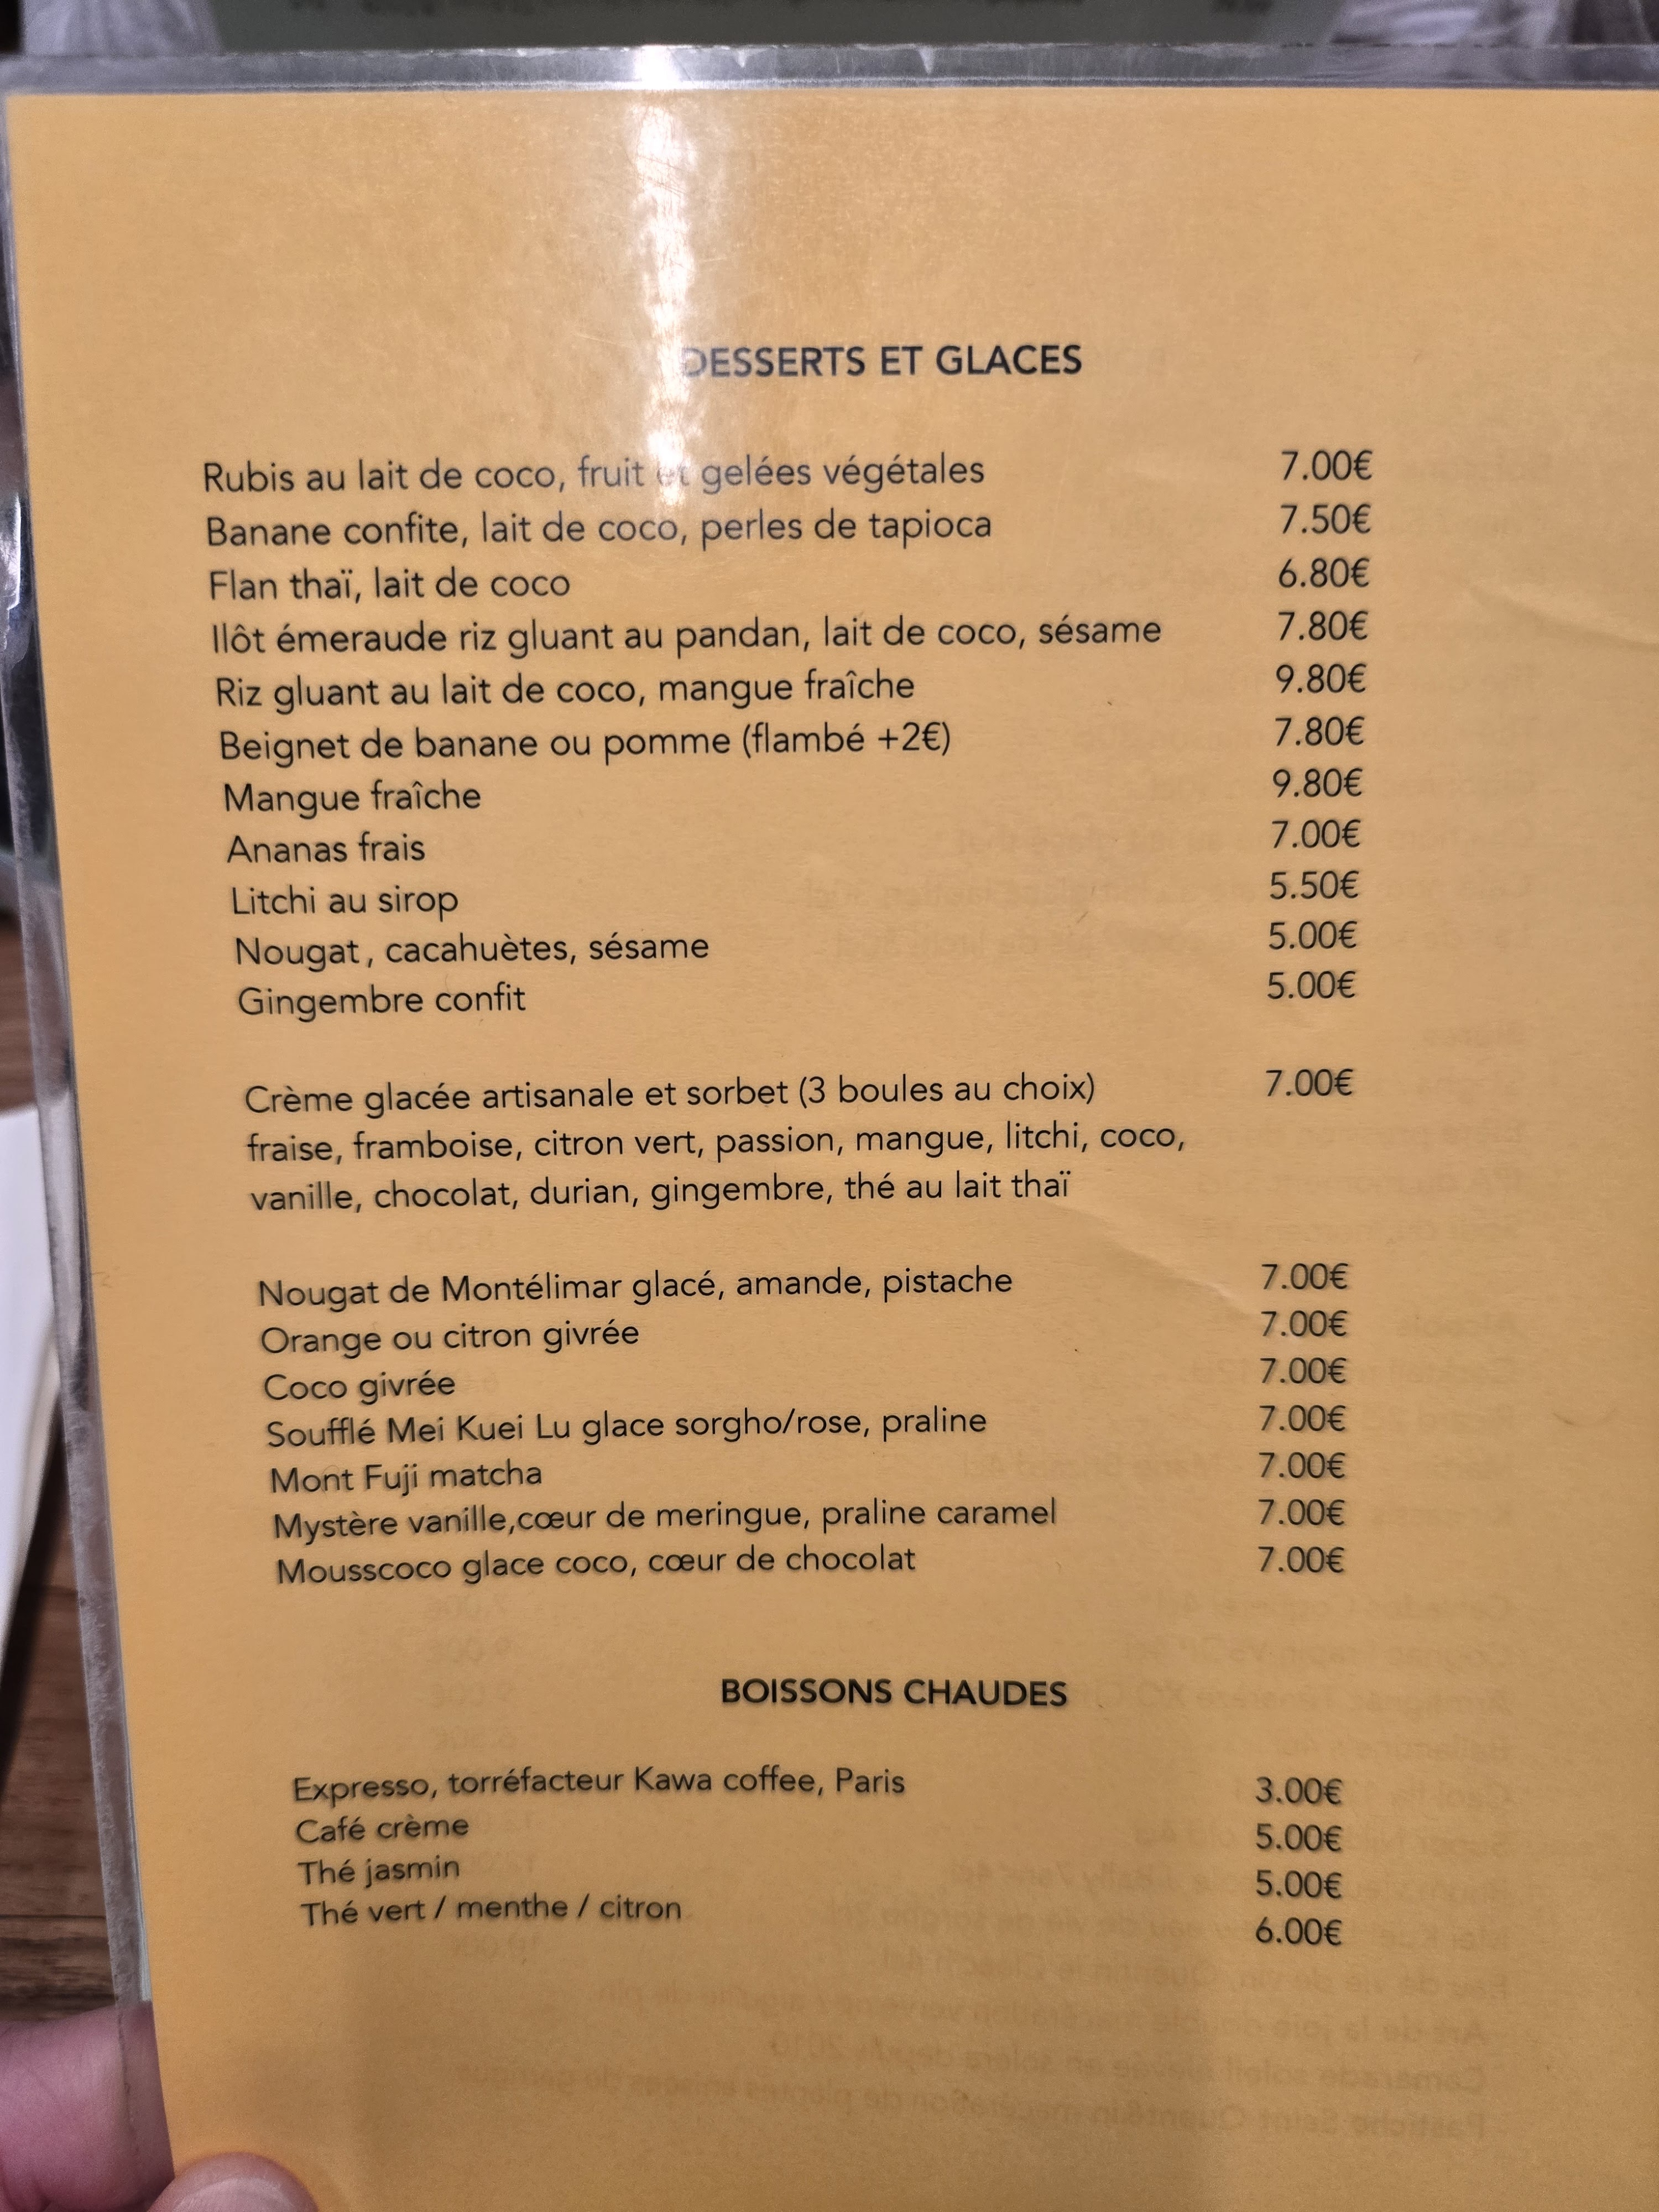 DESSERTS ET GLACES
Rubis au lait de coco, fruit et gelées végétales 7.00€
Banane confite, lait de coco, perles de tapioca 7.50€
Flan thaï, lait de coco 6.80€
Ilôt émeraude riz gluant au pandan, lait de coco, sésame 7.80€
Riz gluant au lait de coco, mangue fraîche 9.80€
Beignet de banane ou pomme (flambé +2€) 7.80€
Mangue fraîche 9.80€
Ananas frais 7.00€
Litchi au sirop 5.50€
Nougat, cacahuètes, sésame 5.00€
Gingembre confit 5.00€
Crème glacée artisanale et sorbet (3 boules au choix) 7.00€
fraise, framboise, citron vert, passion, mangue, litchi, coco,
vanille, chocolat, durian, gingembre, thé au lait thaï
Nougat de Montélimar glacé, amande, pistache 7.00€
Orange ou citron givrée 7.00€
Coco givrée 7.00€
Soufflé Mei Kuei Lu glace sorgho/rose, praline 7.00€
Mont Fuji matcha 7.00€
Mystère vanille,cœur de meringue, praline caramel 7.00€
Mousscoco glace coco, cœur de chocolat 7.00€
BOISSONS CHAUDES
Expresso, torréfacteur Kawa coffee, Paris 3.00€
Café crème 5.00€
Thé jasmin 5.00€
Thé vert / menthe / citron 6.00€